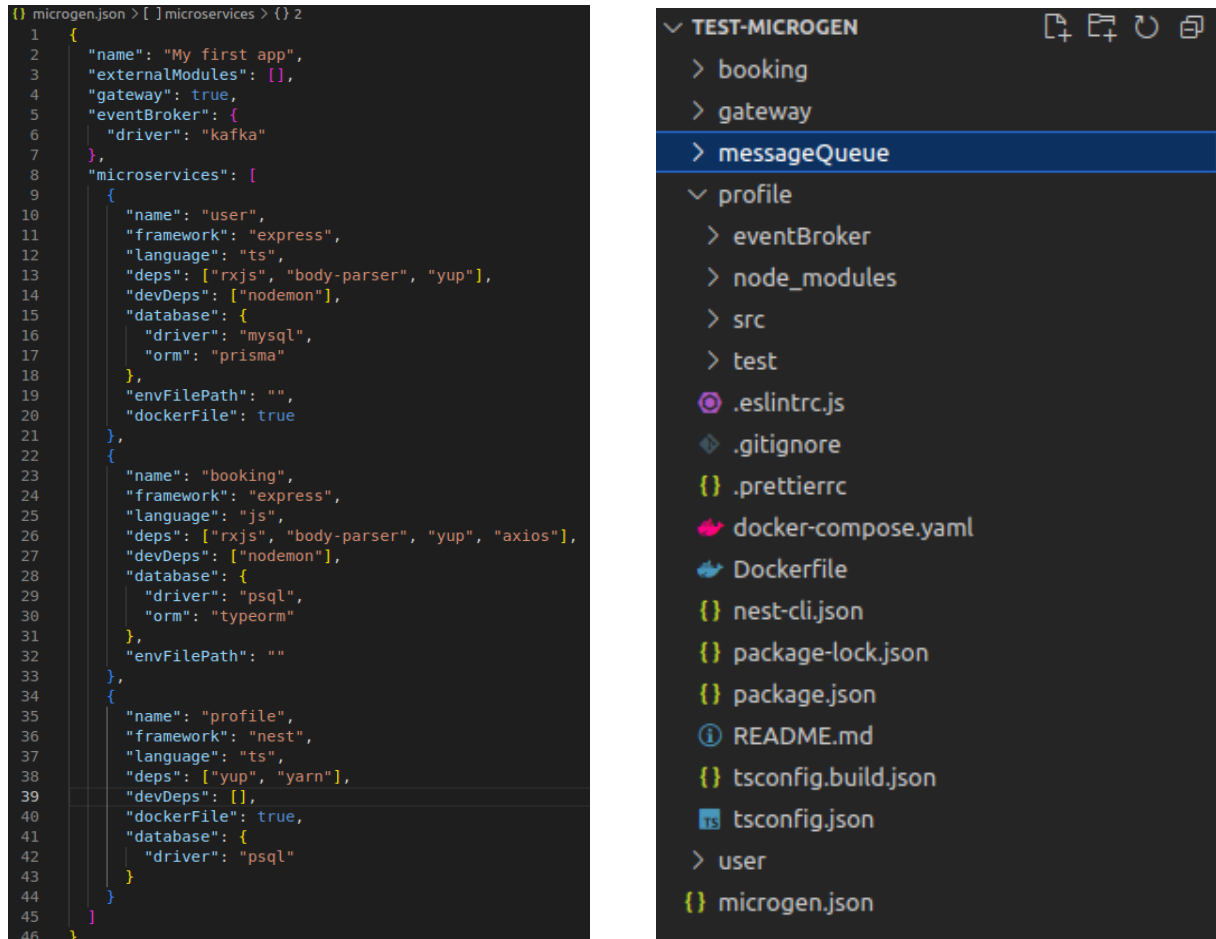 {} microgen.json > [ ] microservices > {} 2
1 {
2   "name": "My first app",
3   "externalModules": [],
4   "gateway": true,
5   "eventBroker": {
6     "driver": "kafka"
7   },
8   "microservices": [
9     {
10       "name": "user",
11       "framework": "express",
12       "language": "ts",
13       "deps": ["rxjs", "body-parser", "yup"],
14       "devDeps": ["nodemon"],
15       "database": {
16         "driver": "mysql",
17         "orm": "prisma"
18       },
19       "envFilePath": "",
20       "dockerFile": true
21     },
22     {
23       "name": "booking",
24       "framework": "express",
25       "language": "js",
26       "deps": ["rxjs", "body-parser", "yup", "axios"],
27       "devDeps": ["nodemon"],
28       "database": {
29         "driver": "psql",
30         "orm": "typeorm"
31       },
32       "envFilePath": ""
33     },
34     {
35       "name": "profile",
36       "framework": "nest",
37       "language": "ts",
38       "deps": ["yup", "yarn"],
39       "devDeps": [],
40       "dockerFile": true,
41       "database": {
42         "driver": "psql"
43       }
44     }
45   ]
46 }
TEST-MICROGEN
booking
gateway
messageQueue
profile
eventBroker
node_modules
src
test
.eslintrc.js
.gitignore
{} .prettierrc
docker-compose.yaml
Dockerfile
{} nest-cli.json
{} package-lock.json
{} package.json
README.md
{} tsconfig.build.json
TS tsconfig.json
user
{} microgen.json